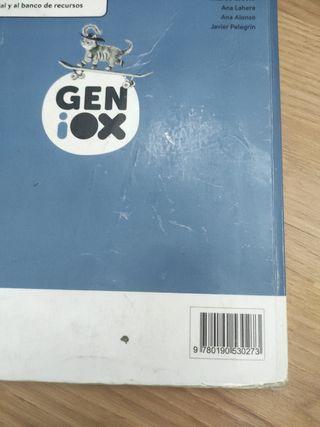 al y al banco de recursos
Ana Lahera
Ana Alonso
Javier Pelegrín
GEN
iOX
9 780190 530273